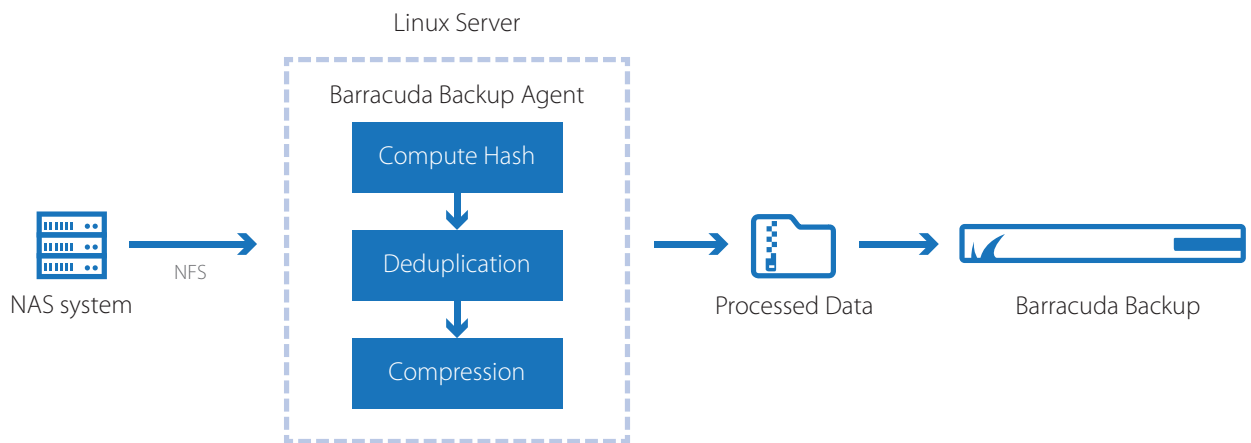 Linux Server
Barracuda Backup Agent
Compute Hash
Deduplication
Compression
NFS
NAS system
Processed Data
Barracuda Backup